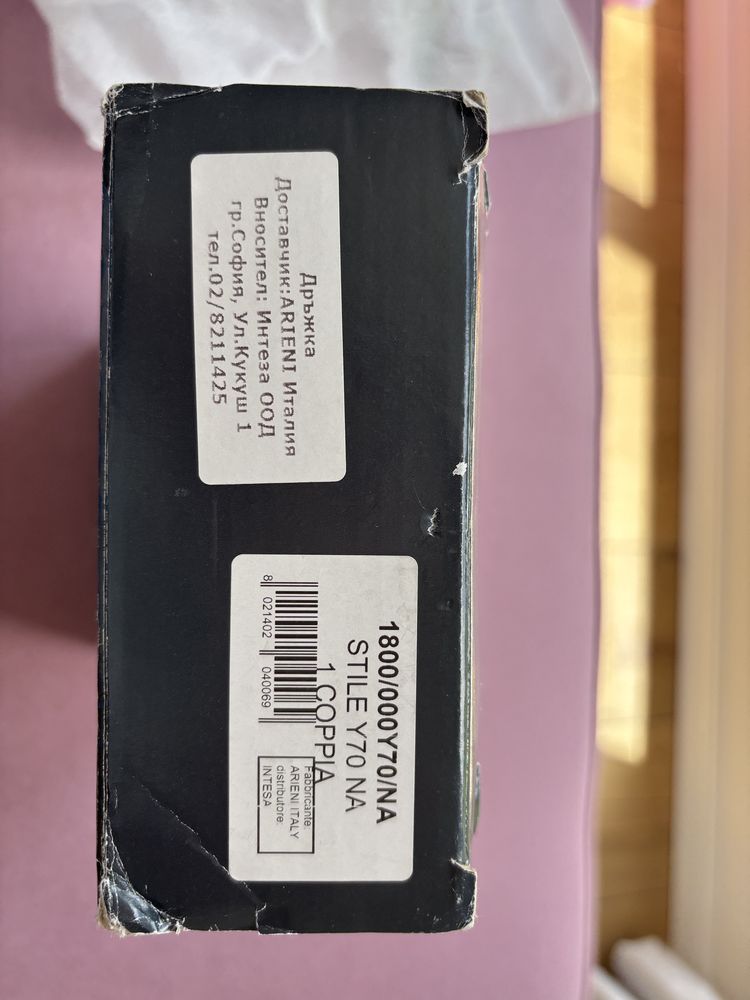 Дръжка
Доставчик:ARIENI Италия
Вносител: Интеза ООД
гр.София, Ул.Кукуш 1
тел.02/8211425
1800/000Y70/NA
STILE Y70 NA
1 COPPIA
8 021402 040069
Fabbricante:
ARIENI ITALY
distributore:
INTESA